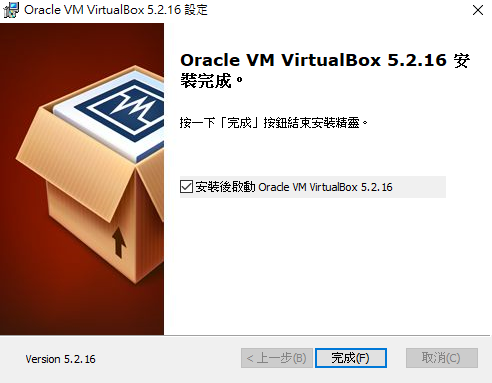 Oracle VM VirtualBox 5.2.16 設定
Oracle VM VirtualBox 5.2.16 安
裝完成。
按一下「完成」按鈕結束安裝精靈。
安裝後啟動 Oracle VM VirtualBox 5.2.16
Version 5.2.16
< 上一步(B)
完成(F)
取消(C)